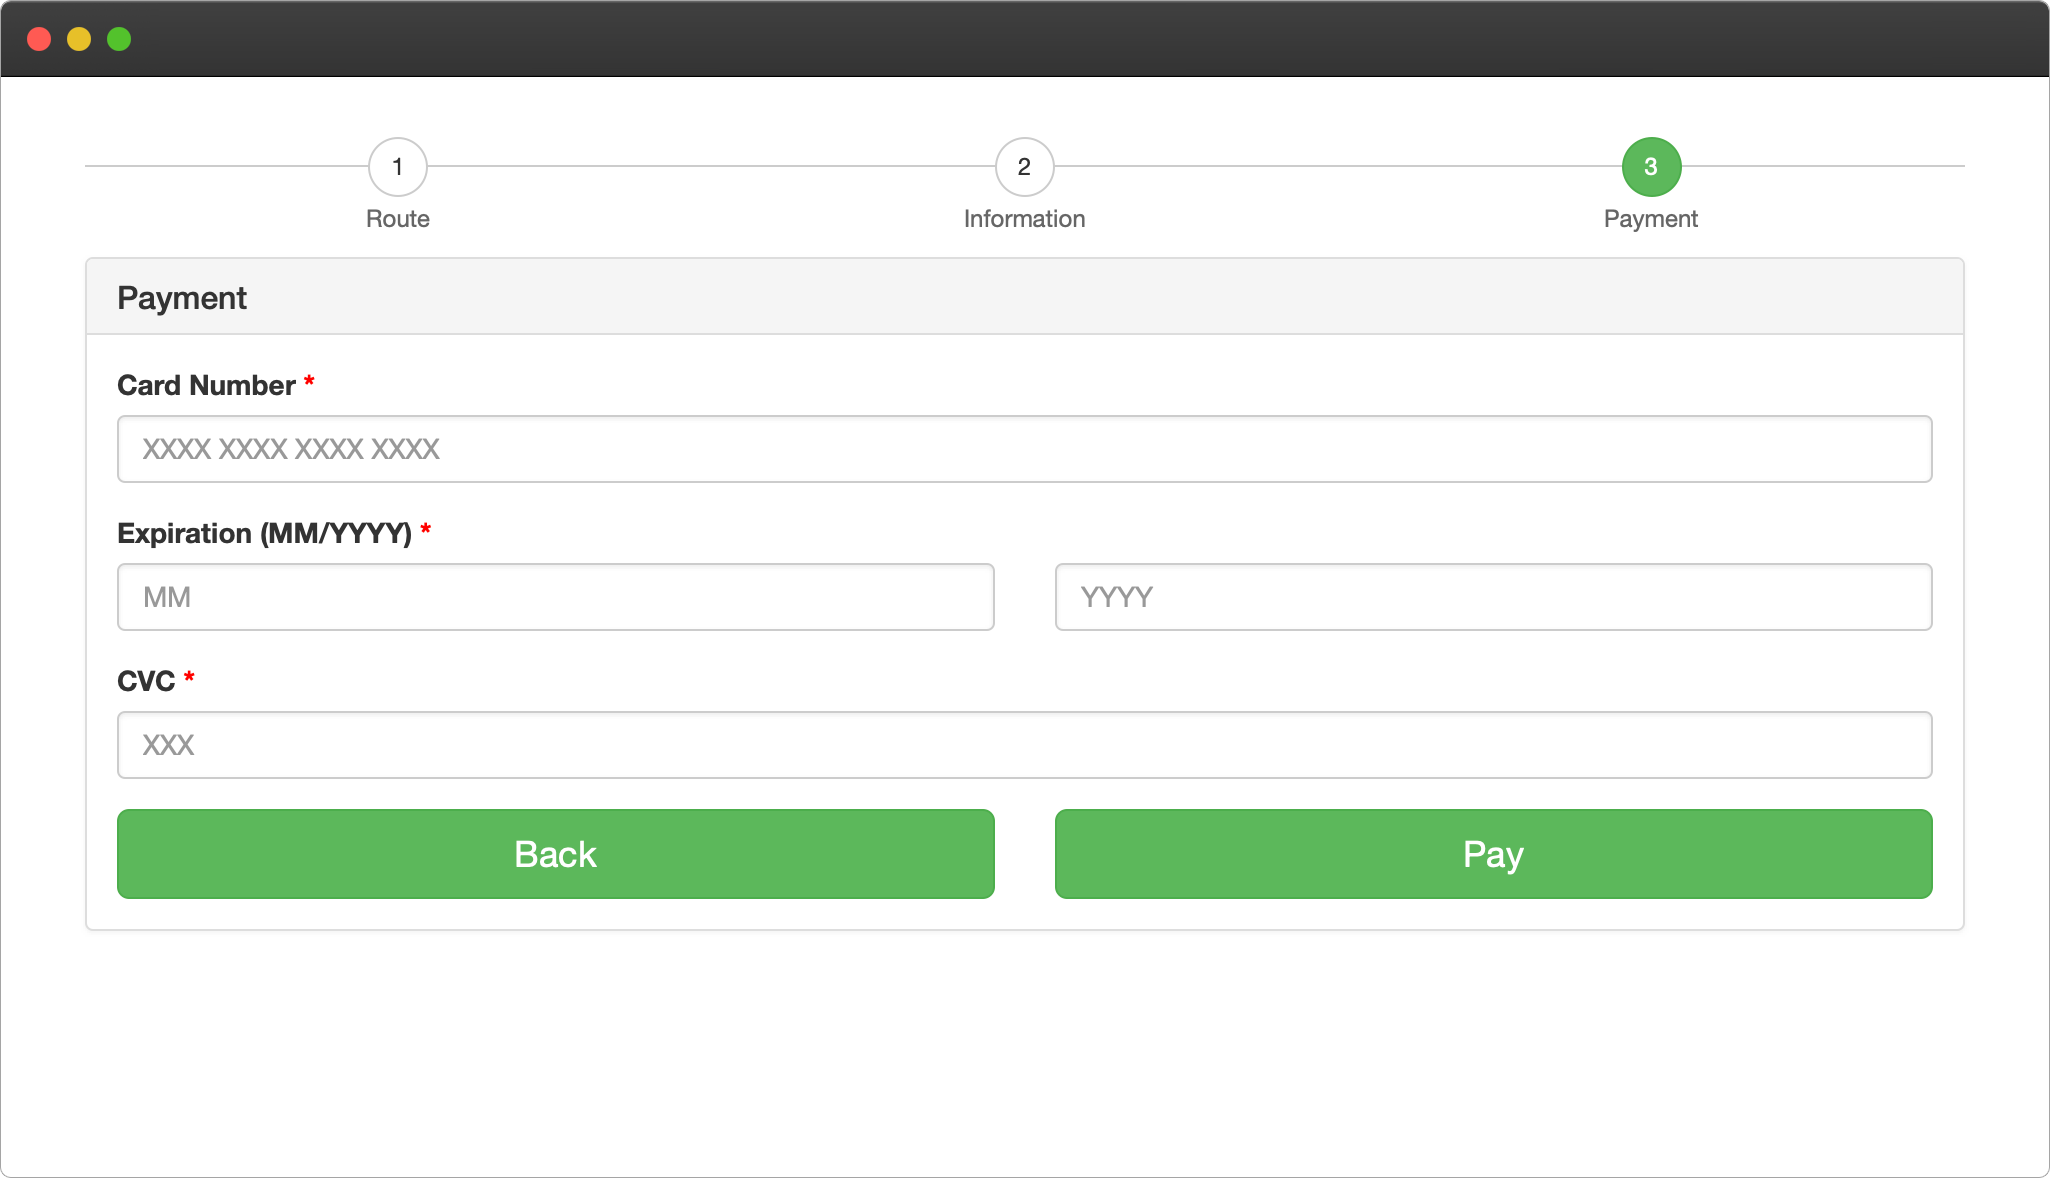 1 2 3
Route Information Payment
Payment
Card Number *
XXXX XXXX XXXX XXXX
Expiration (MM/YYYY) *
MM YYYY
CVC *
XXX
Back Pay